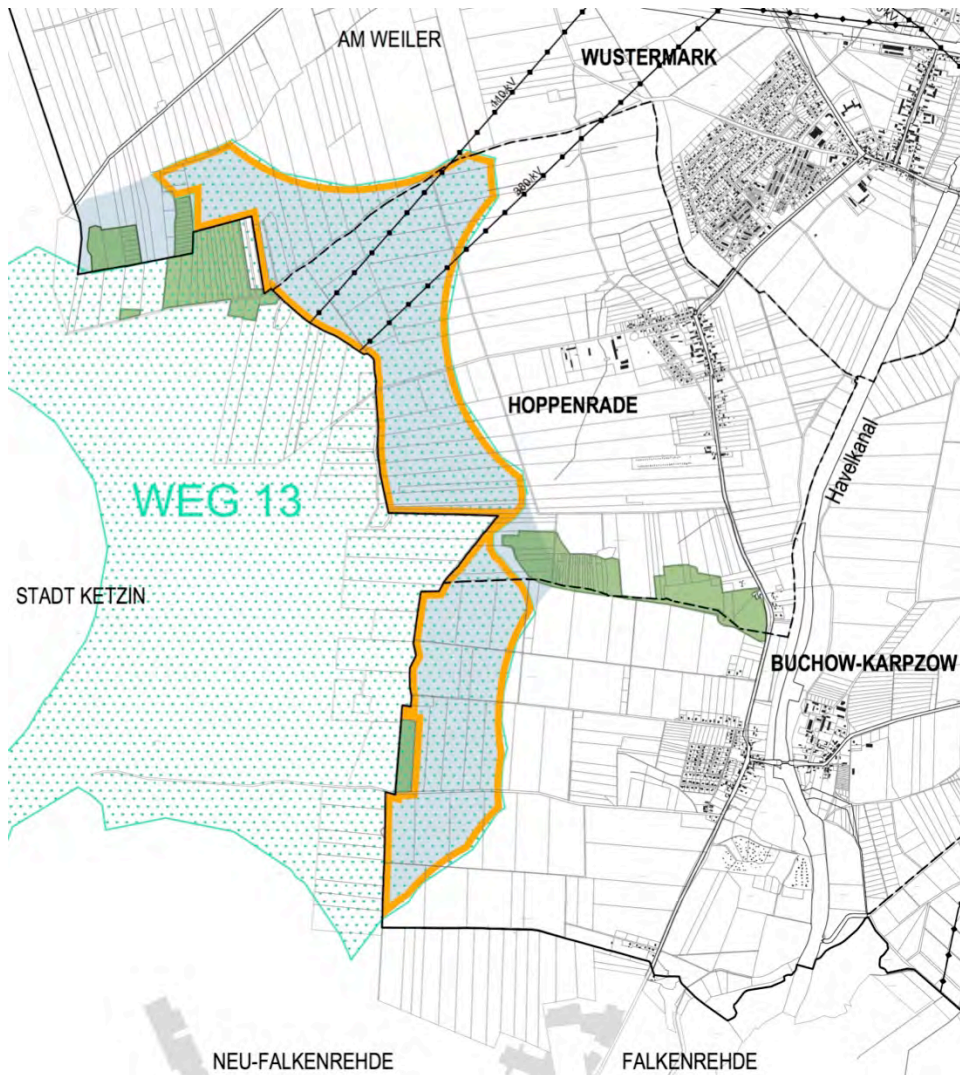 AM WEILER
WUSTERMARK
110 kV
380 kV
HOPPENRADE
Havelkanal
WEG 13
STADT KETZIN
BUCHOW-KARPZOW
NEU-FALKENREHDE
FALKENREHDE